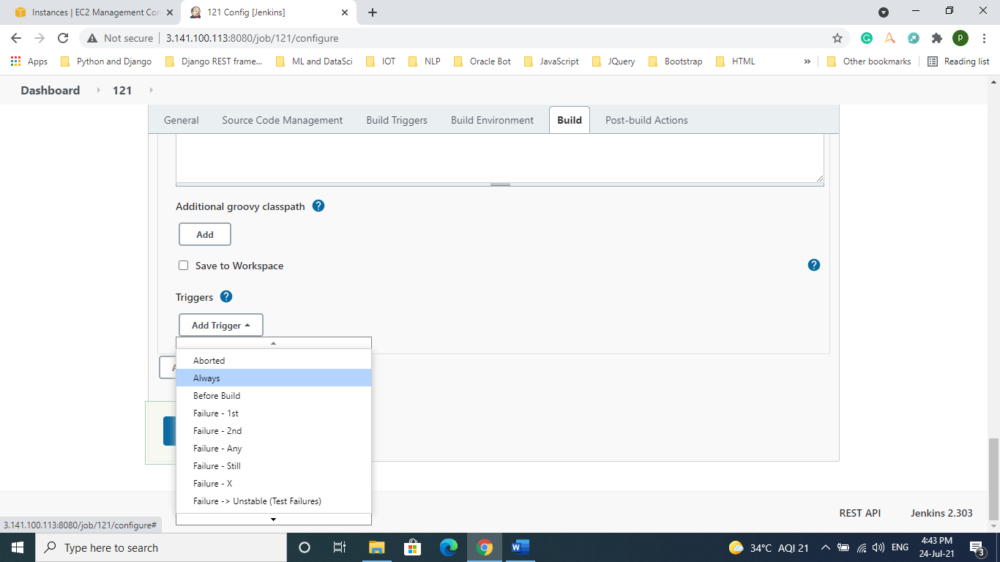 Instances | EC2 Management Con
121 Config [Jenkins]
Not secure
3.141.100.113:8080/job/121/configure
P
Apps
Python and Django
Django REST frame...
ML and DataSci
IOT
NLP
Oracle Bot
JavaScript
JQuery
Bootstrap
HTML
»
Other bookmarks
Reading list
Dashboard
121
General
Source Code Management
Build Triggers
Build Environment
Build
Post-build Actions
Additional groovy classpath
?
Add
Save to Workspace
?
Triggers
?
Add Trigger
Aborted
Always
Before Build
Failure - 1st
Failure - 2nd
Failure - Any
Failure - Still
Failure - X
Failure -> Unstable (Test Failures)
REST API
Jenkins 2.303
3.141.100.113:8080/job/121/configure#
Type here to search
34°C AQI 21
ENG
4:43 PM
24-Jul-21
3